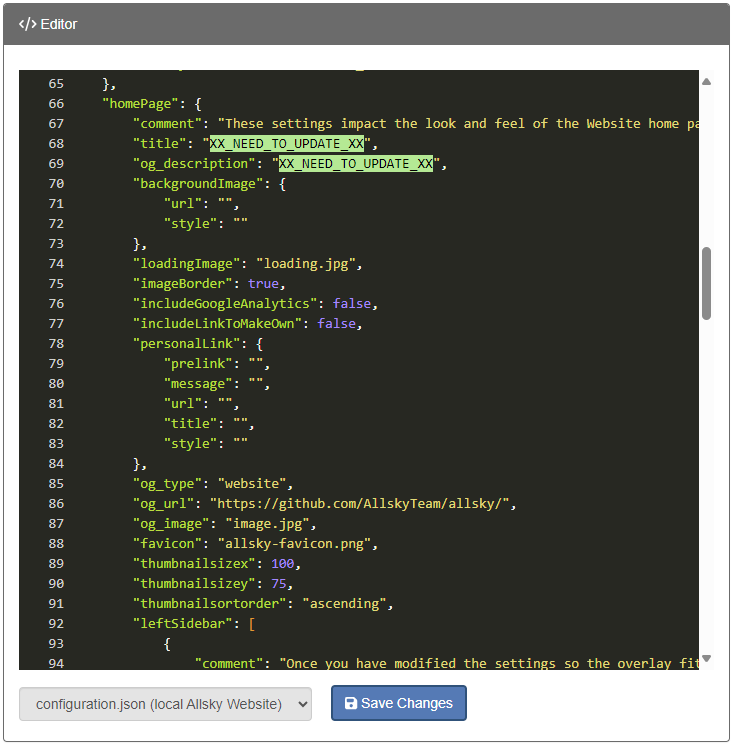 </> Editor
65 },
66 "homePage": {
67 "comment": "These settings impact the look and feel of the Website home pa
68 "title": "XX_NEED_TO_UPDATE_XX",
69 "og_description": "XX_NEED_TO_UPDATE_XX",
70 "backgroundImage": {
71 "url": "",
72 "style": ""
73 },
74 "loadingImage": "loading.jpg",
75 "imageBorder": true,
76 "includeGoogleAnalytics": false,
77 "includeLinkToMakeOwn": false,
78 "personalLink": {
79 "prelink": "",
80 "message": "",
81 "url": "",
82 "title": "",
83 "style": ""
84 },
85 "og_type": "website",
86 "og_url": "https://github.com/AllskyTeam/allsky/",
87 "og_image": "image.jpg",
88 "favicon": "allsky-favicon.png",
89 "thumbnailsizex": 100,
90 "thumbnailsizey": 75,
91 "thumbnailsortorder": "ascending",
92 "leftSidebar": [
93 {
94 "comment": "Once you have modified the settings so the overlay fit
configuration.json (local Allsky Website)
Save Changes